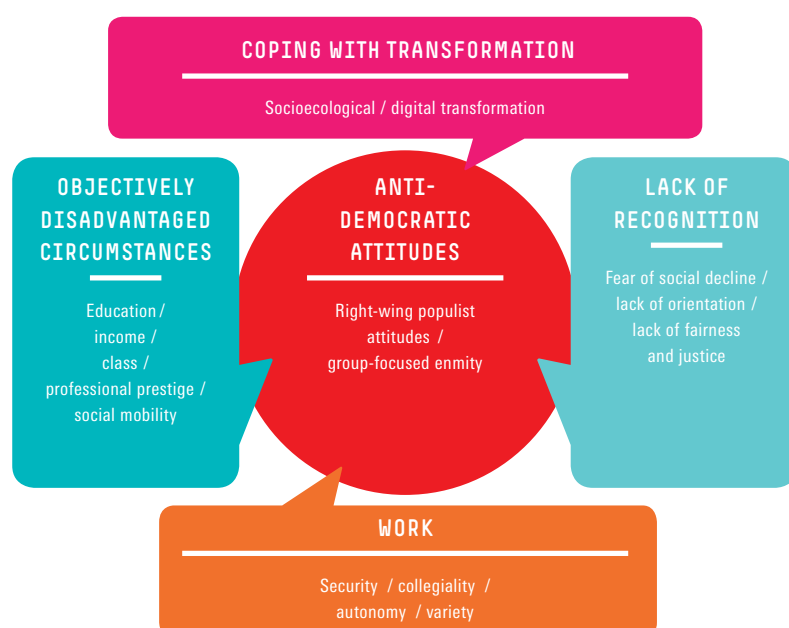 COPING WITH TRANSFORMATION
Socioecological / digital transformation
OBJECTIVELY
DISADVANTAGED
CIRCUMSTANCES
Education /
income /
class /
professional prestige /
social mobility
ANTI-
DEMOCRATIC
ATTITUDES
Right-wing populist
attitudes /
group-focused enmity
LACK OF
RECOGNITION
Fear of social decline /
lack of orientation /
lack of fairness
and justice
WORK
Security / collegiality /
autonomy / variety